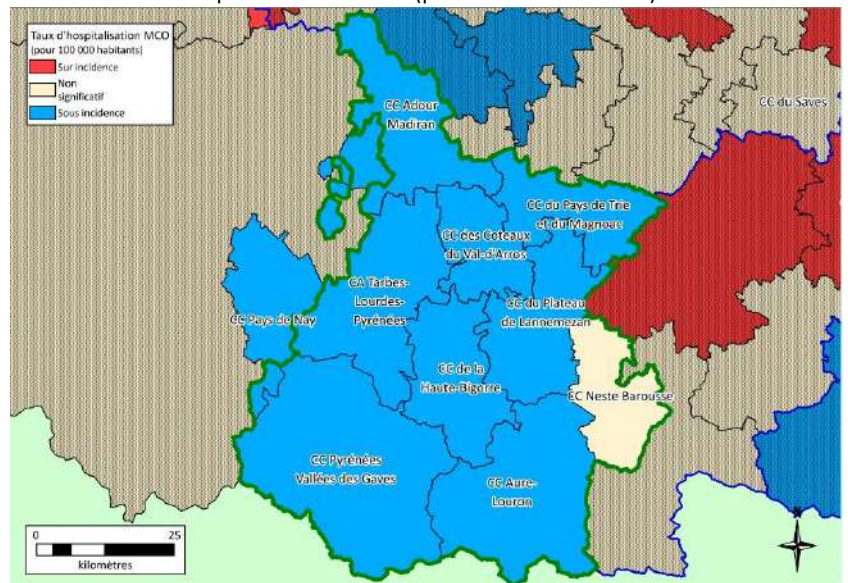 Taux d'hospitalisation MCO
(pour 100 000 habitants)
Sur incidence
Non
significatif
Sous incidence
CC Adour
Madiran
CC du Saves
CC du Pays de Trie
et du Magnoac
CC des Coteaux
du Val-d'Arros
CA Tarbes-
Lourdes-
Pyrénées
CC Pays de Nay
CC du Plateau
de Lannemezan
CC de la
Haute-Bigorre
CC Neste Barousse
CC Pyrénées
Vallées des Gaves
CC Aure-
Louron
0 25
kilomètres
N